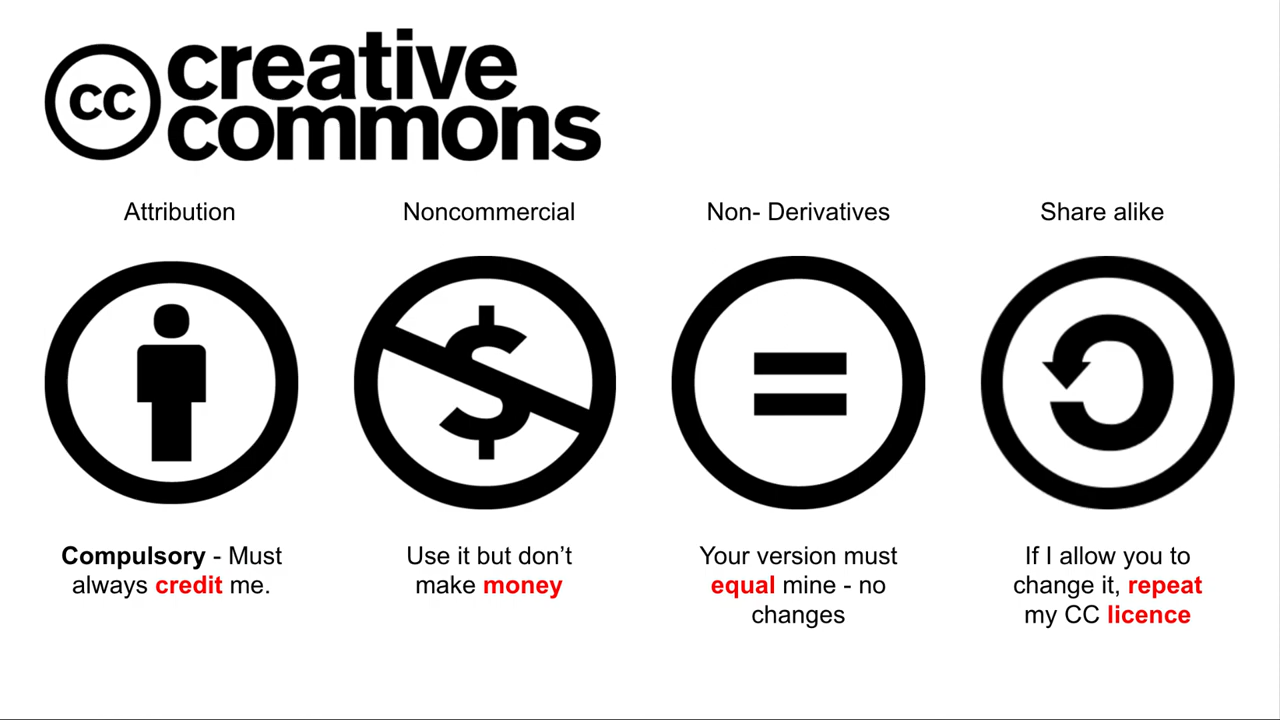 cc creative
commons
Attribution
Noncommercial
Non- Derivatives
Share alike
Compulsory - Must
always credit me.
Use it but don’t
make money
Your version must
equal mine - no
changes
If I allow you to
change it, repeat
my CC licence